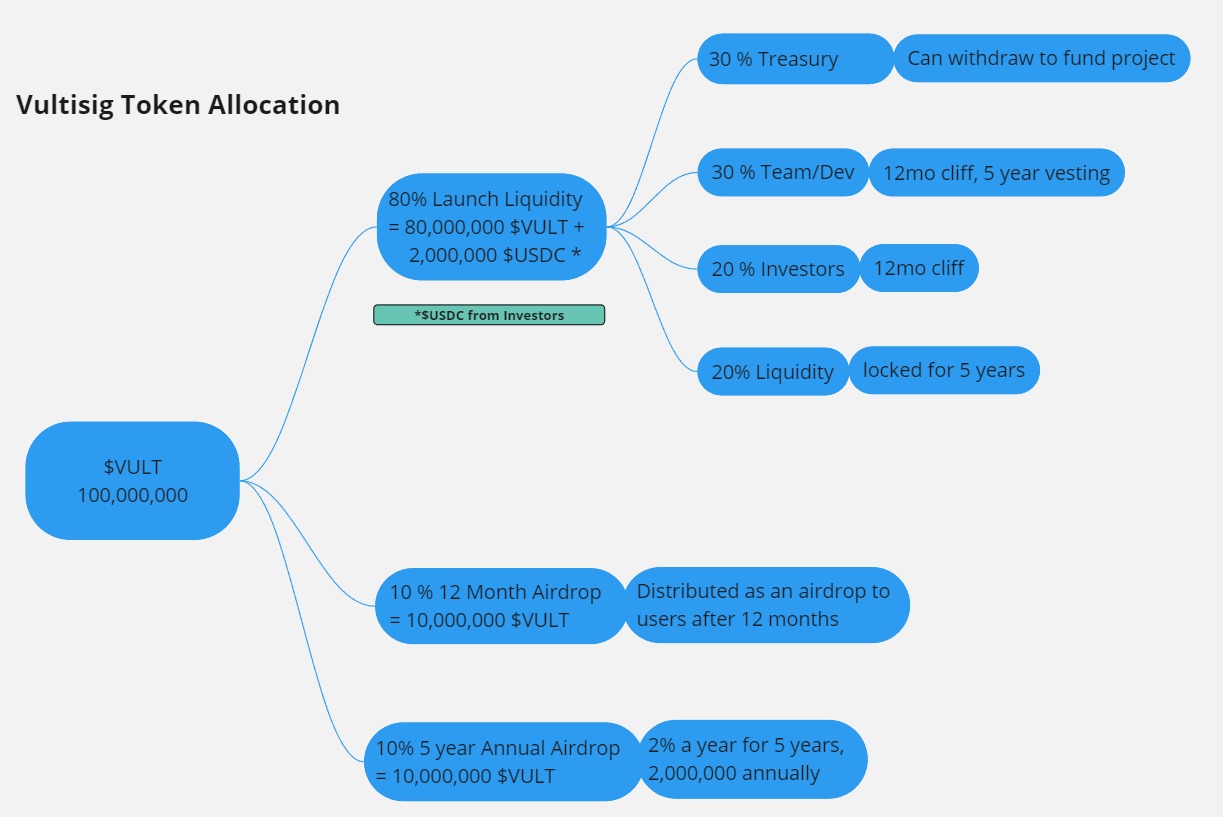 Vultisig Token Allocation
30 % Treasury
Can withdraw to fund project
30 % Team/Dev
12mo cliff, 5 year vesting
80% Launch Liquidity
= 80,000,000 $VULT +
2,000,000 $USDC *
20 % Investors
12mo cliff
*$USDC from Investors
20% Liquidity
locked for 5 years
$VULT
100,000,000
10 % 12 Month Airdrop
= 10,000,000 $VULT
Distributed as an airdrop to
users after 12 months
10% 5 year Annual Airdrop
= 10,000,000 $VULT
2% a year for 5 years,
2,000,000 annually